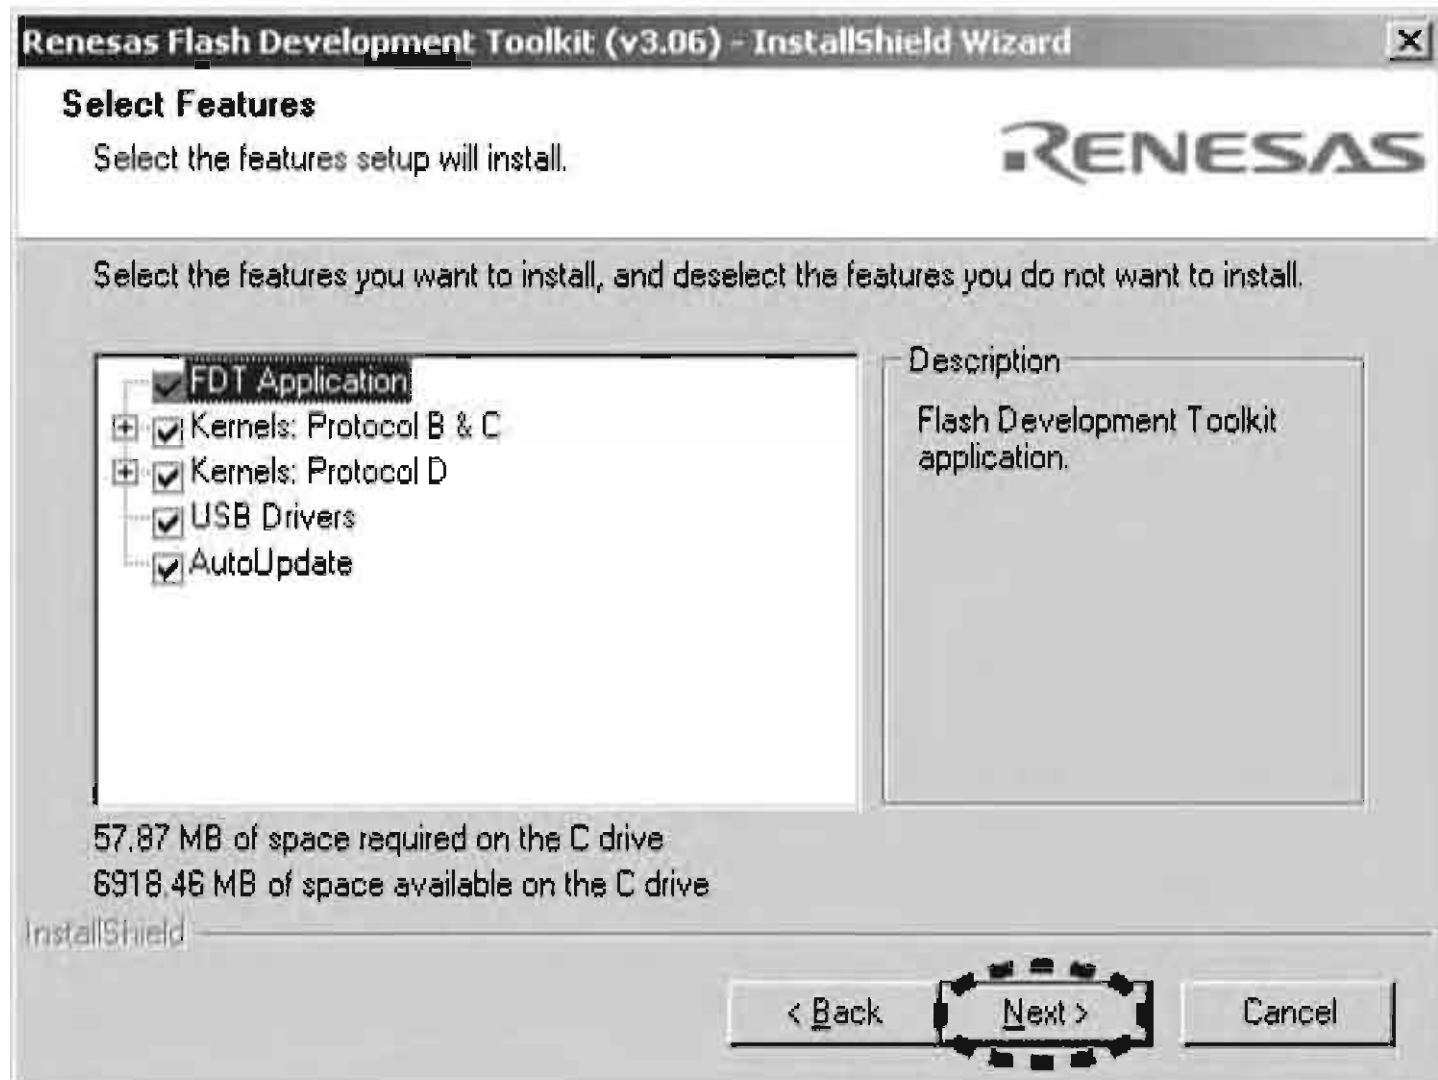 Renesas Flash Development Toolkit (v3.06) - InstallShield Wizard
Select Features
Select the features setup will install.
RENESAS
Select the features you want to install, and deselect the features you do not want to install.
FDT Application
Kernels: Protocol B & C
Kernels: Protocol D
USB Drivers
AutoUpdate
Description
Flash Development Toolkit
application.
57.87 MB of space required on the C drive
6918.46 MB of space available on the C drive
InstallShield
< Back
Next >
Cancel